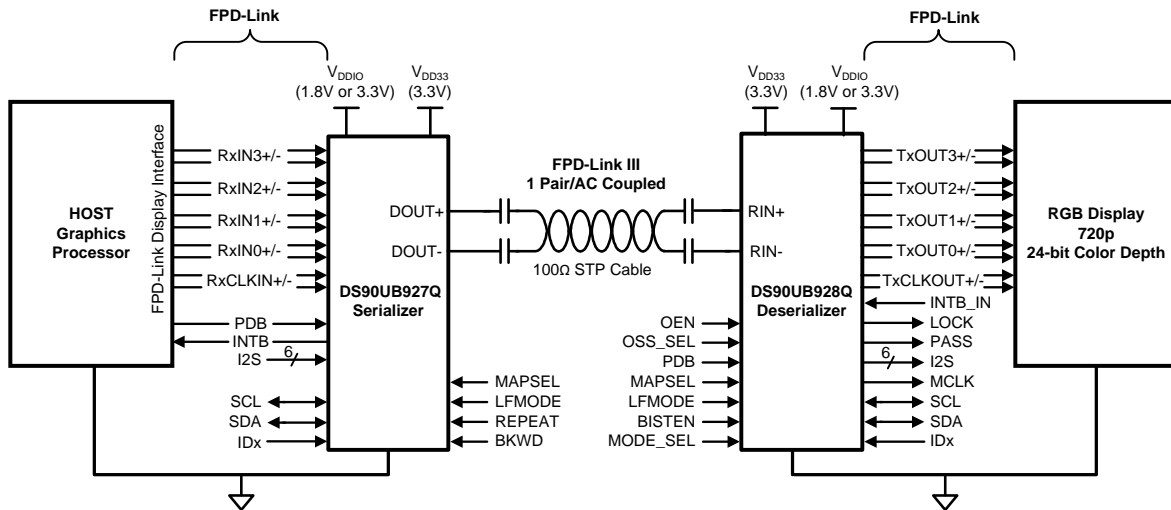 FPD-Link
FPD-Link
VDDIO
(1.8V or 3.3V)
VDD33
(3.3V)
VDD33
(3.3V)
VDDIO
(1.8V or 3.3V)
HOST
Graphics
Processor
FPD-Link Display Interface
RxIN3+/-
RxIN2+/-
RxIN1+/-
RxIN0+/-
RxCLKIN+/-
PDB
INTB
I2S
6
SCL
SDA
IDx
DOUT+
DOUT-
DS90UB927Q
Serializer
MAPSEL
LFMODE
REPEAT
BKWD
FPD-Link III
1 Pair/AC Coupled
100Ω STP Cable
RIN+
RIN-
DS90UB928Q
Deserializer
OEN
OSS_SEL
PDB
MAPSEL
LFMODE
BISTEN
MODE_SEL
TxOUT3+/-
TxOUT2+/-
TxOUT1+/-
TxOUT0+/-
TxCLKOUT+/-
INTB_IN
LOCK
PASS
6
I2S
MCLK
SCL
SDA
IDx
RGB Display
720p
24-bit Color Depth